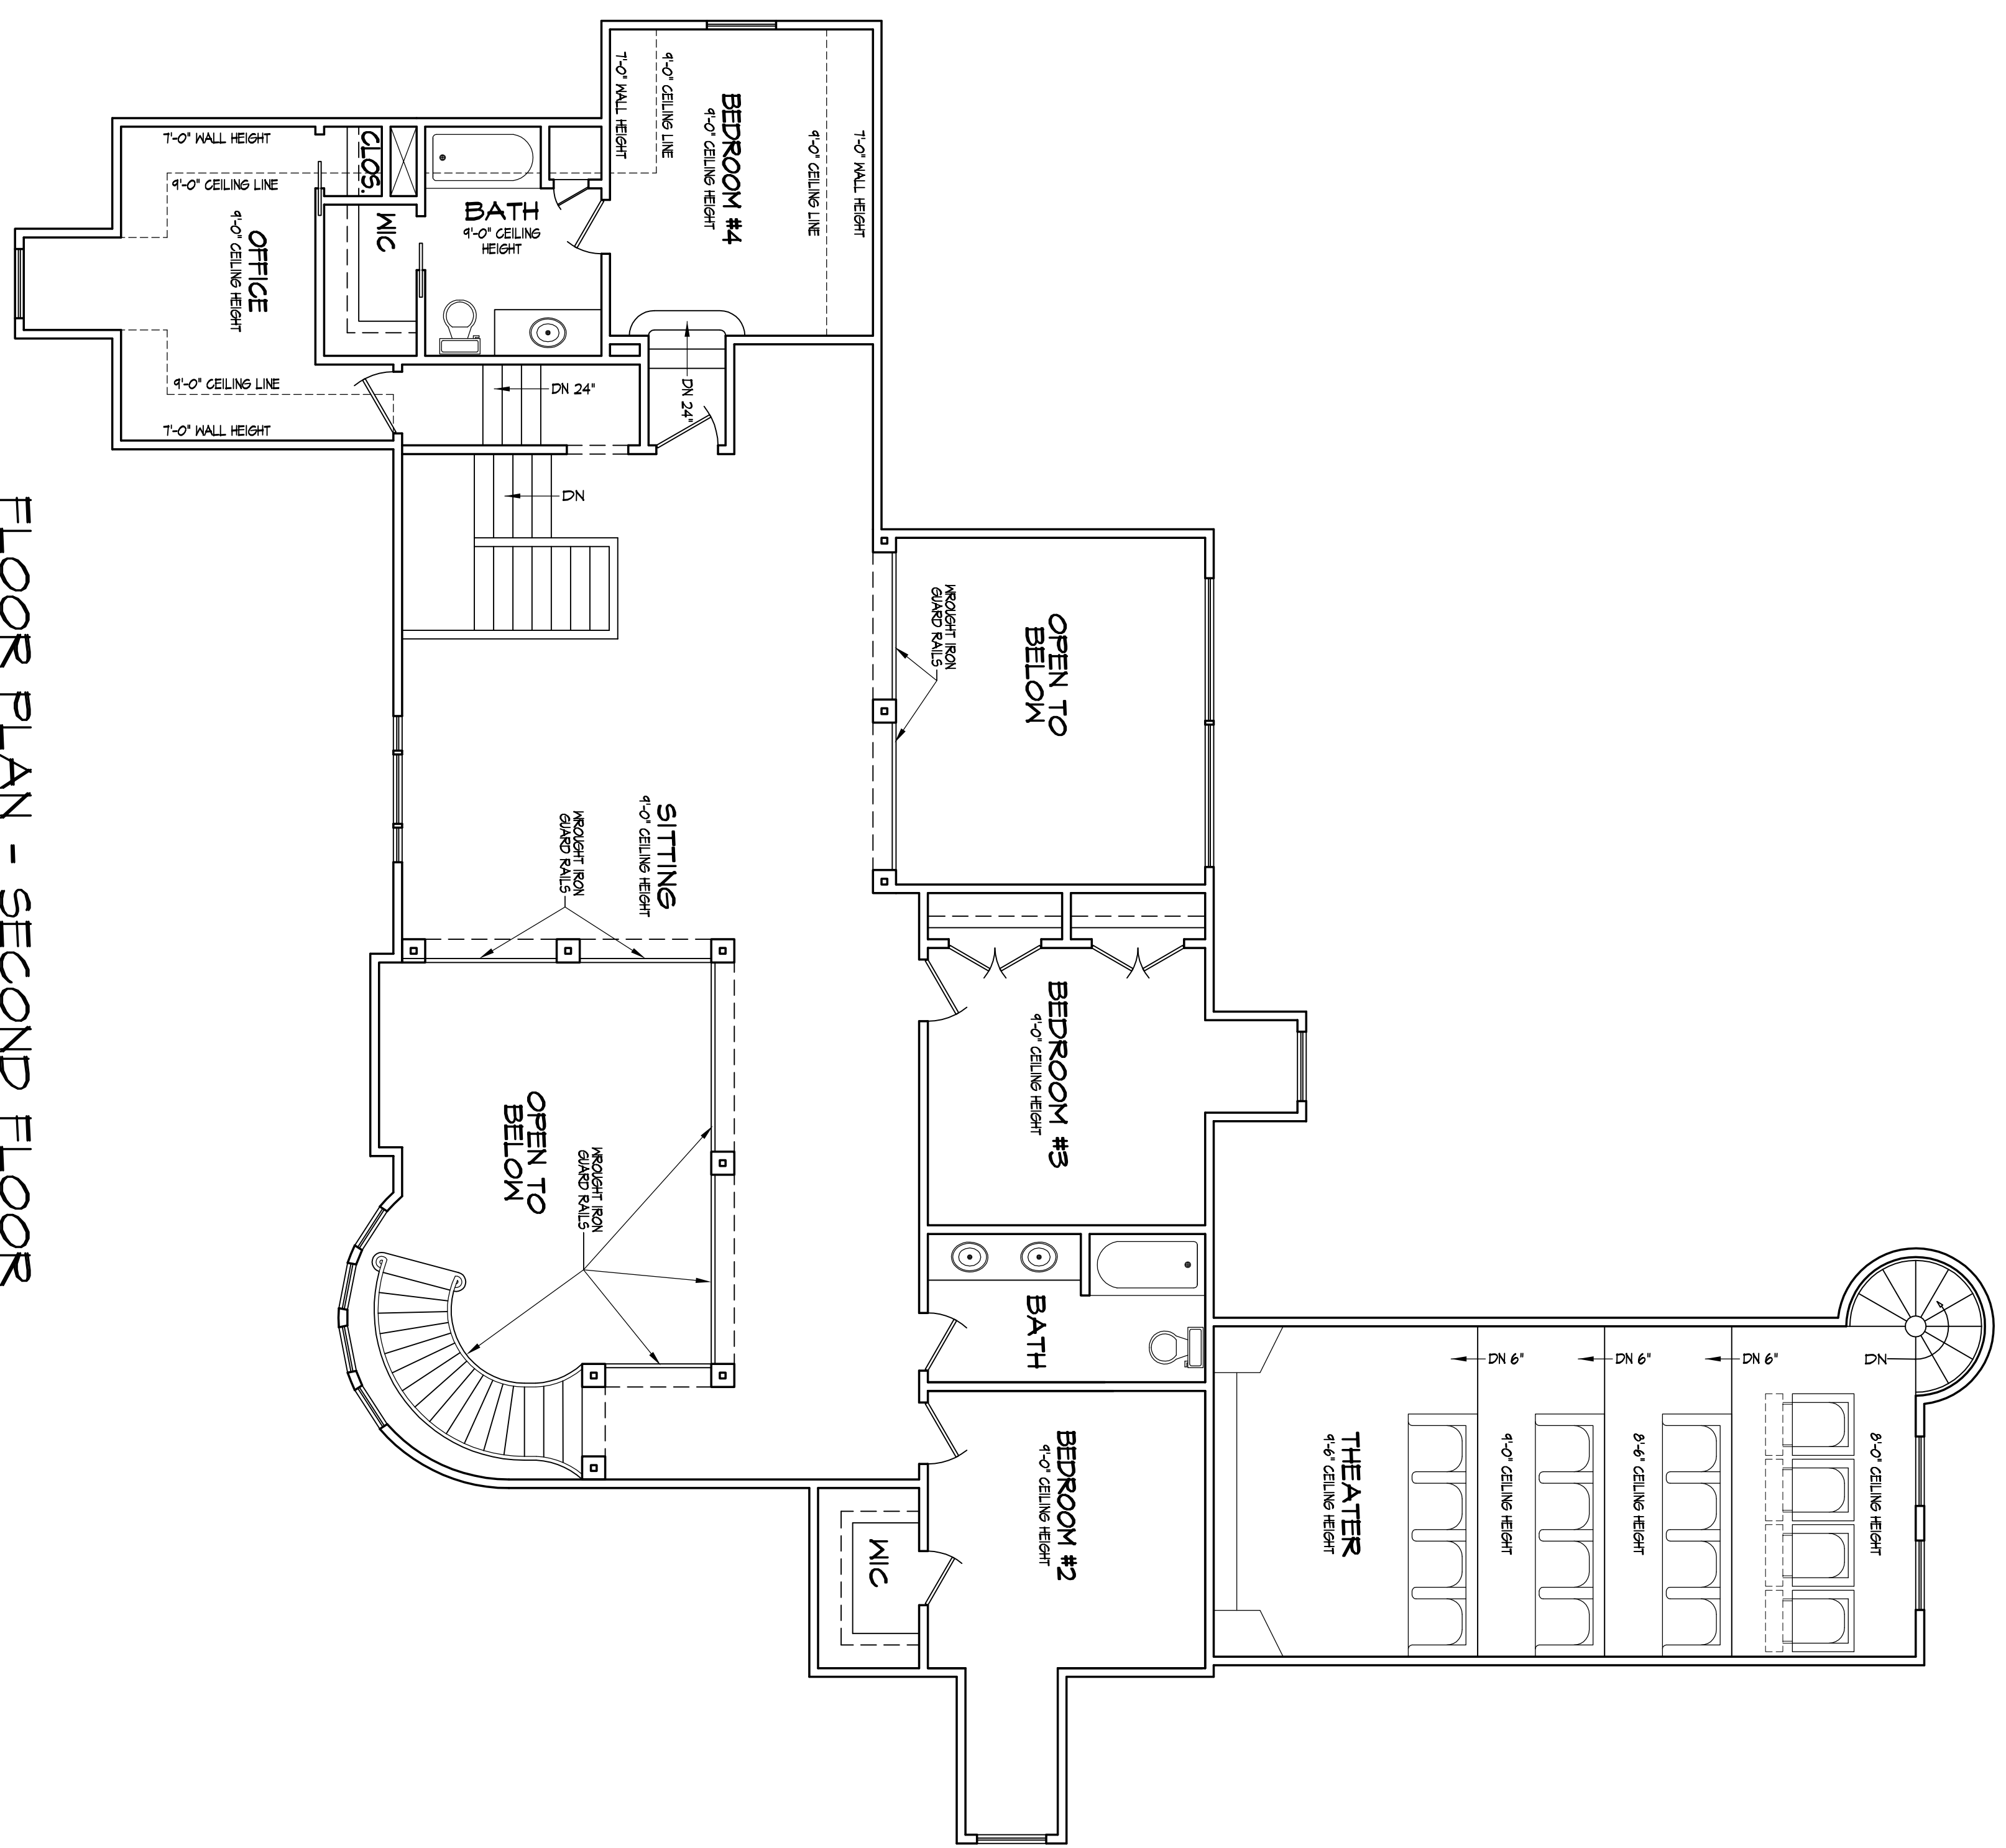 8'-0" CEILING HEIGHT
DN
DN 6"
DN 6"
DN 6"
8'-6" CEILING HEIGHT
9'-0" CEILING HEIGHT
THEATER
9'-6" CEILING HEIGHT
OPEN TO
BELOW
WROUGHT IRON
GUARD RAILS
BEDROOM #3
9'-0" CEILING HEIGHT
BATH
BEDROOM #2
9'-0" CEILING HEIGHT
WIC
7'-0" WALL HEIGHT
9'-0" CEILING LINE
BEDROOM #4
9'-0" CEILING HEIGHT
9'-0" CEILING LINE
7'-0" WALL HEIGHT
DN 24"
DN 24"
DN
SITTING
9'-0" CEILING HEIGHT
WROUGHT IRON
GUARD RAILS
WROUGHT IRON
GUARD RAILS
OPEN TO
BELOW
BATH
9'-0" CEILING
HEIGHT
WIC
CLOS.
OFFICE
9'-0" CEILING HEIGHT
7'-0" WALL HEIGHT
9'-0" CEILING LINE
9'-0" CEILING LINE
7'-0" WALL HEIGHT
FLOOR PLAN - SECOND FLOOR